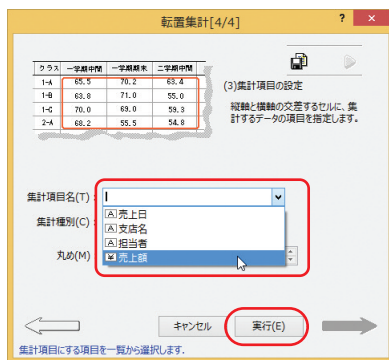 転置集計[4/4]
? ×
クラス 一学期中間 一学期期末 二学期中間
1-A 65.5 70.2 63.4
1-B 63.8 71.0 55.0
1-C 70.0 69.0 59.3
2-A 68.2 55.5 54.8
(3)集計項目の設定
縦軸と横軸の交差するセルに、集
計するデータの項目を指定します。
集計項目名(T) :
集計種別(C) :
A売上日
A支店名
A担当者
丸め(M)
¥売上額
キャンセル
実行(E)
集計項目にする項目を一覧から選択します.